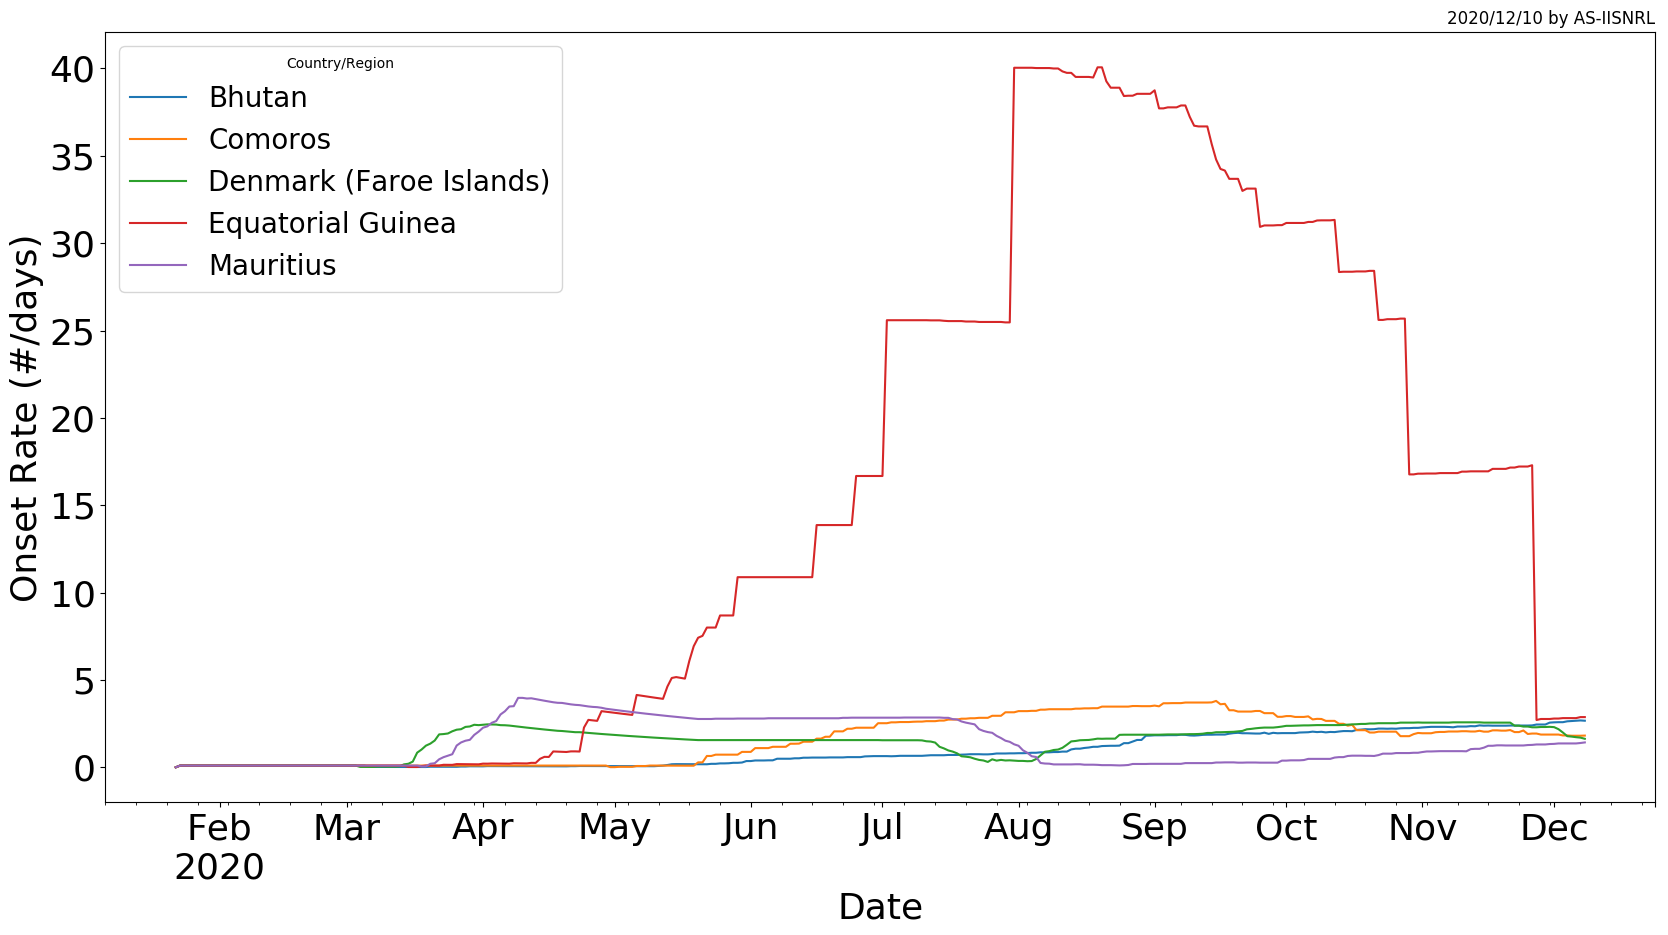 2020/12/10 by AS-IISNRL
Country/Region
Bhutan
Comoros
Denmark (Faroe Islands)
Equatorial Guinea
Mauritius
Onset Rate (#/days)
40
35
30
25
20
15
10
5
0
Feb Mar Apr May Jun Jul Aug Sep Oct Nov Dec
2020
Date